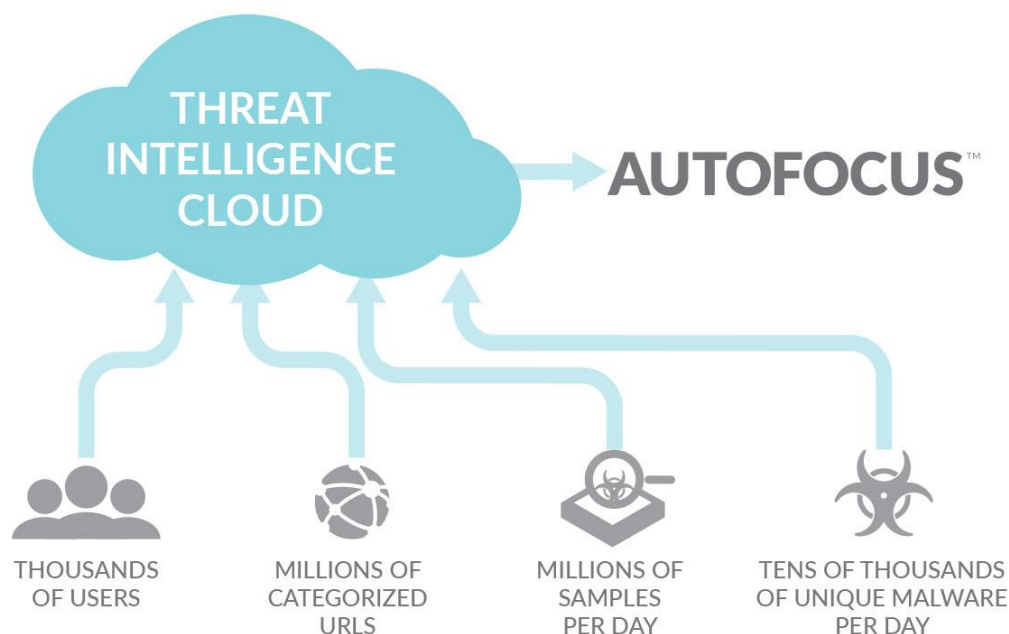 THREAT
INTELLIGENCE
CLOUD
AUTOFOCUS™
THOUSANDS
OF USERS
MILLIONS OF
CATEGORIZED
URLS
MILLIONS OF
SAMPLES
PER DAY
TENS OF THOUSANDS
OF UNIQUE MALWARE
PER DAY